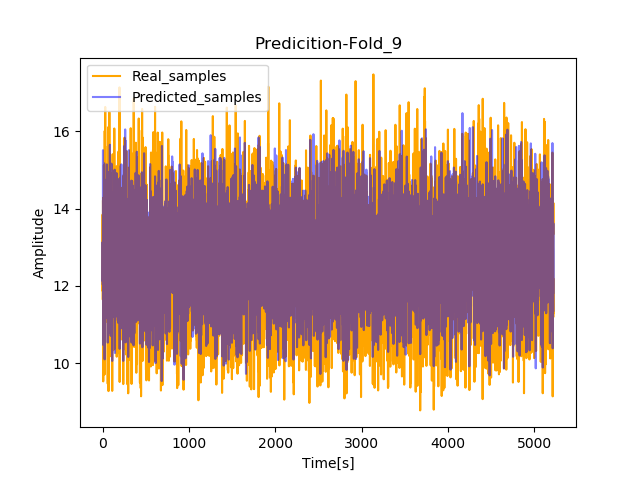 Predicition-Fold_9
Real_samples
Predicted_samples
16
14
12
10
Amplitude
0 1000 2000 3000 4000 5000
Time[s]